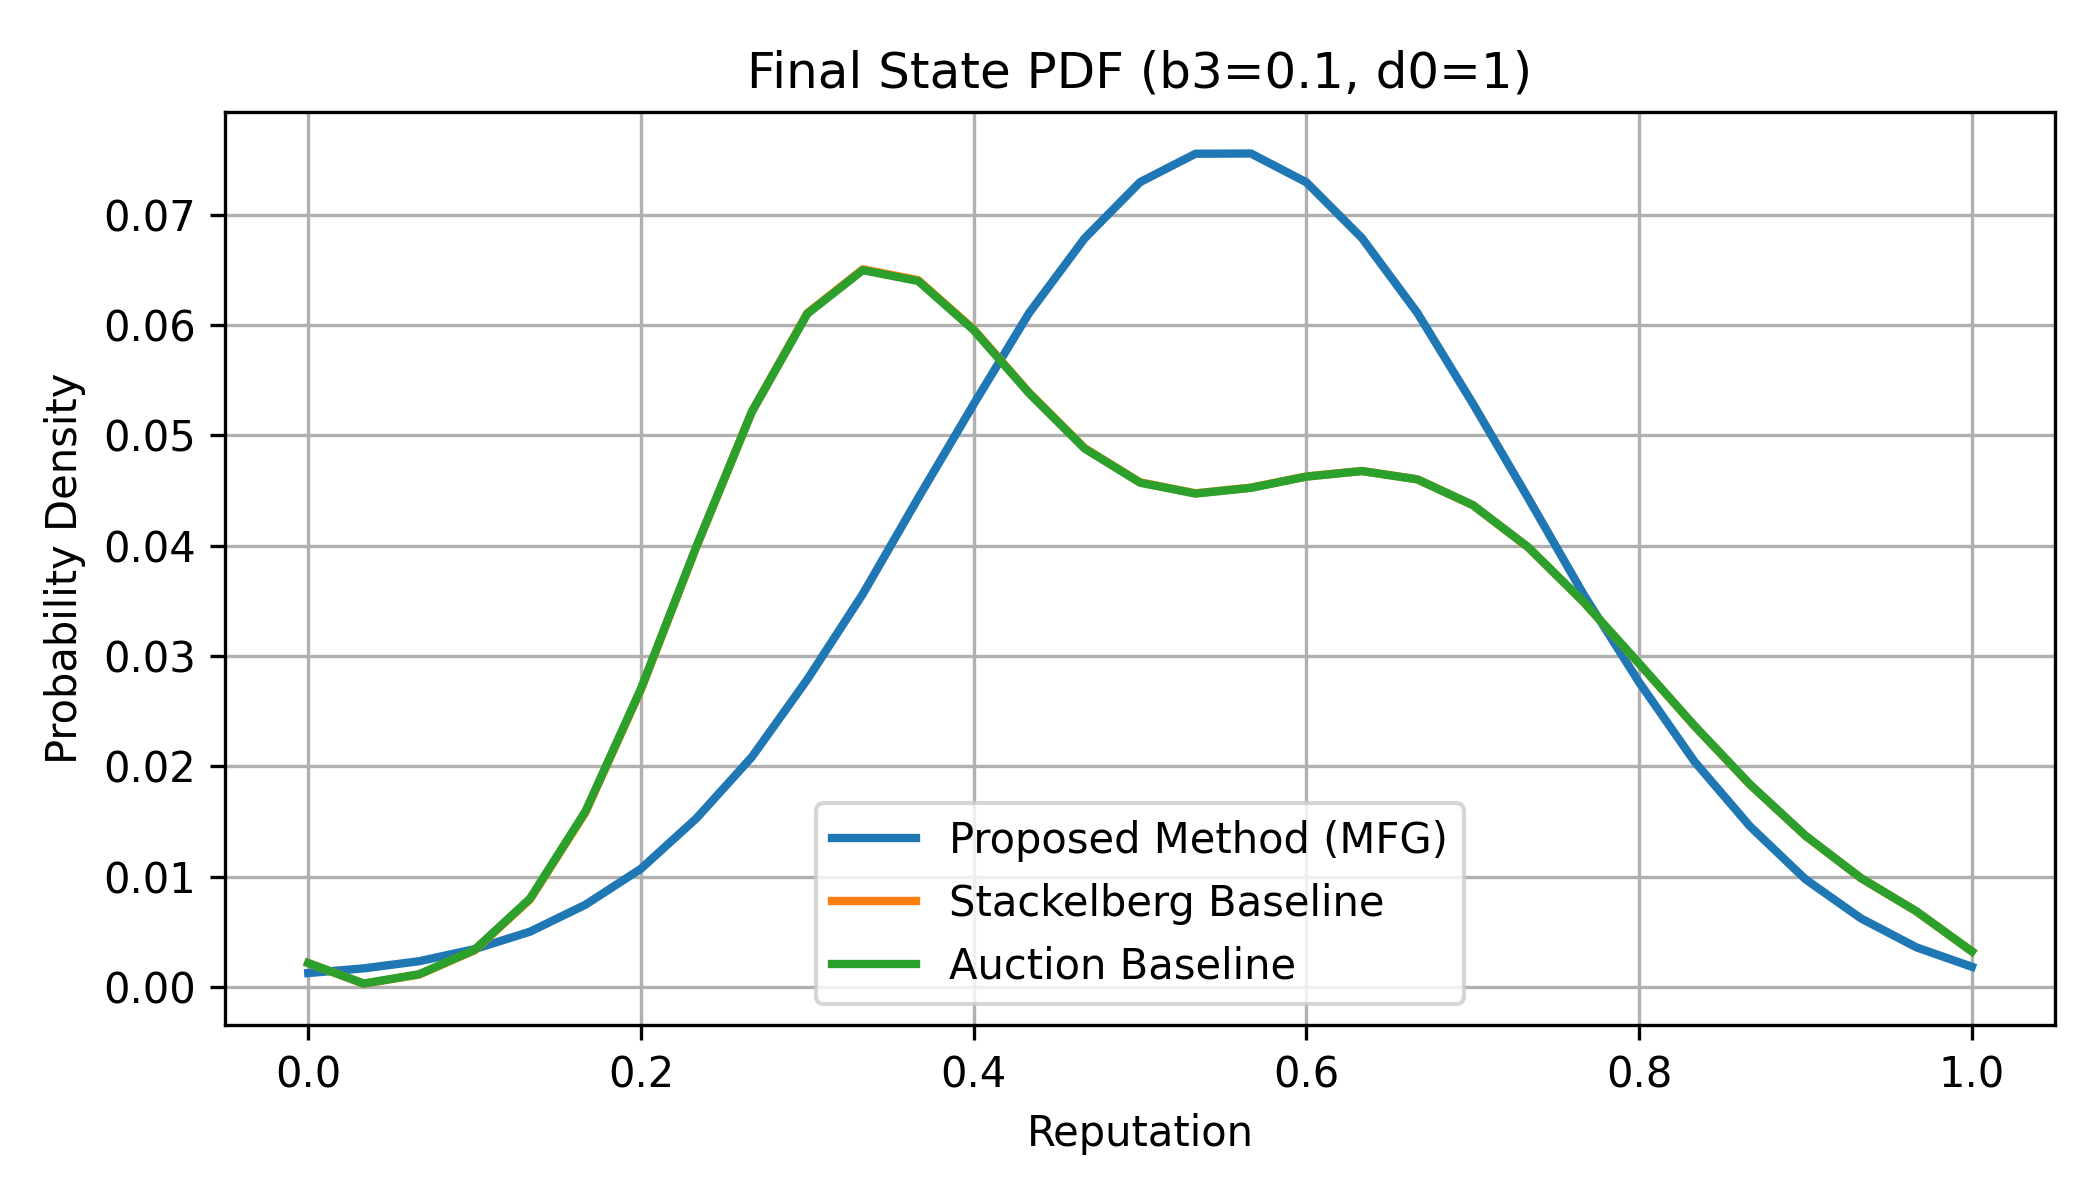 Final State PDF (b3=0.1, d0=1)
Probability Density
0.07
0.06
0.05
0.04
0.03
0.02
0.01
0.00
Proposed Method (MFG)
Stackelberg Baseline
Auction Baseline
0.0 0.2 0.4 0.6 0.8 1.0
Reputation